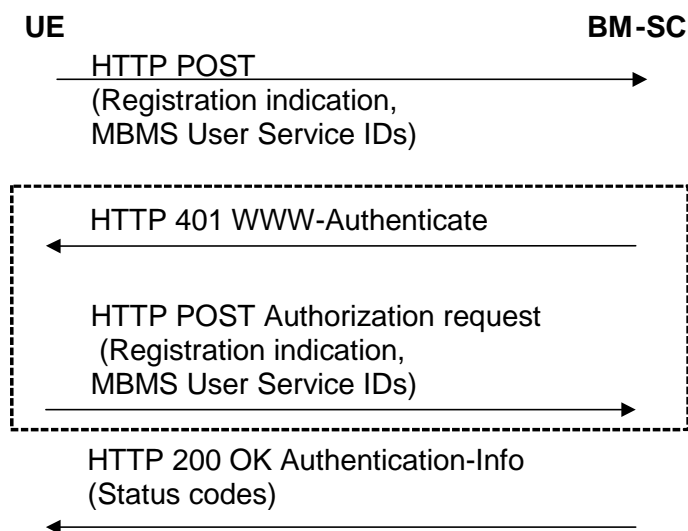 UE BM-SC
HTTP POST
(Registration indication,
MBMS User Service IDs)
HTTP 401 WWW-Authenticate
HTTP POST Authorization request
(Registration indication,
MBMS User Service IDs)
HTTP 200 OK Authentication-Info
(Status codes)